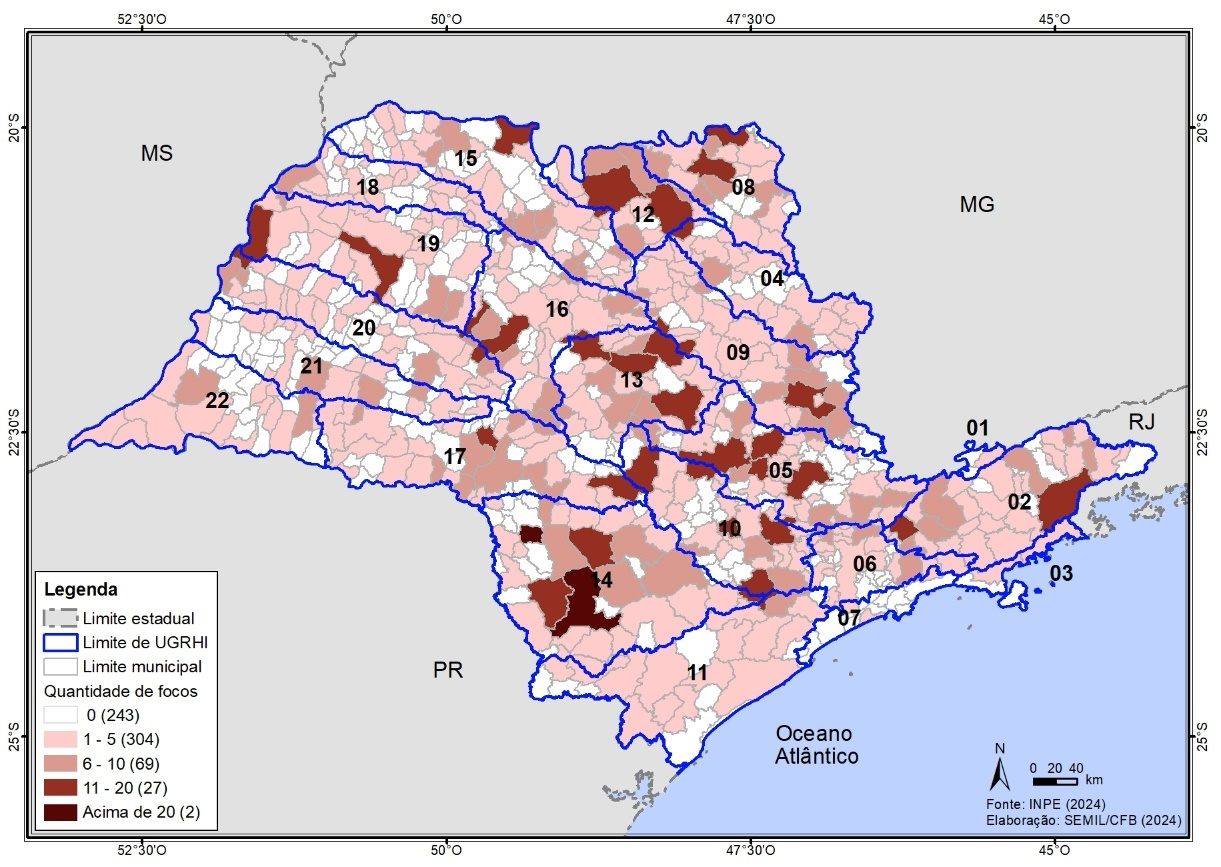 52°30'O 50°O 47°30'O 45°O
20°S 20°S
MS
MG
15
18
08
12
19
04
16
20
09
21
13
22
RJ
22°30'S 22°30'S
01
17
05
02
10
06
14
03
07
PR
11
25°S 25°S
Oceano
Atlântico
Legenda
Limite estadual
Limite de UGRHI
Limite municipal
Quantidade de focos
0 (243)
1 - 5 (304)
6 - 10 (69)
11 - 20 (27)
Acima de 20 (2)
N
0 20 40
km
Fonte: INPE (2024)
Elaboração: SEMIL/CFB (2024)
52°30'O 50°O 47°30'O 45°O